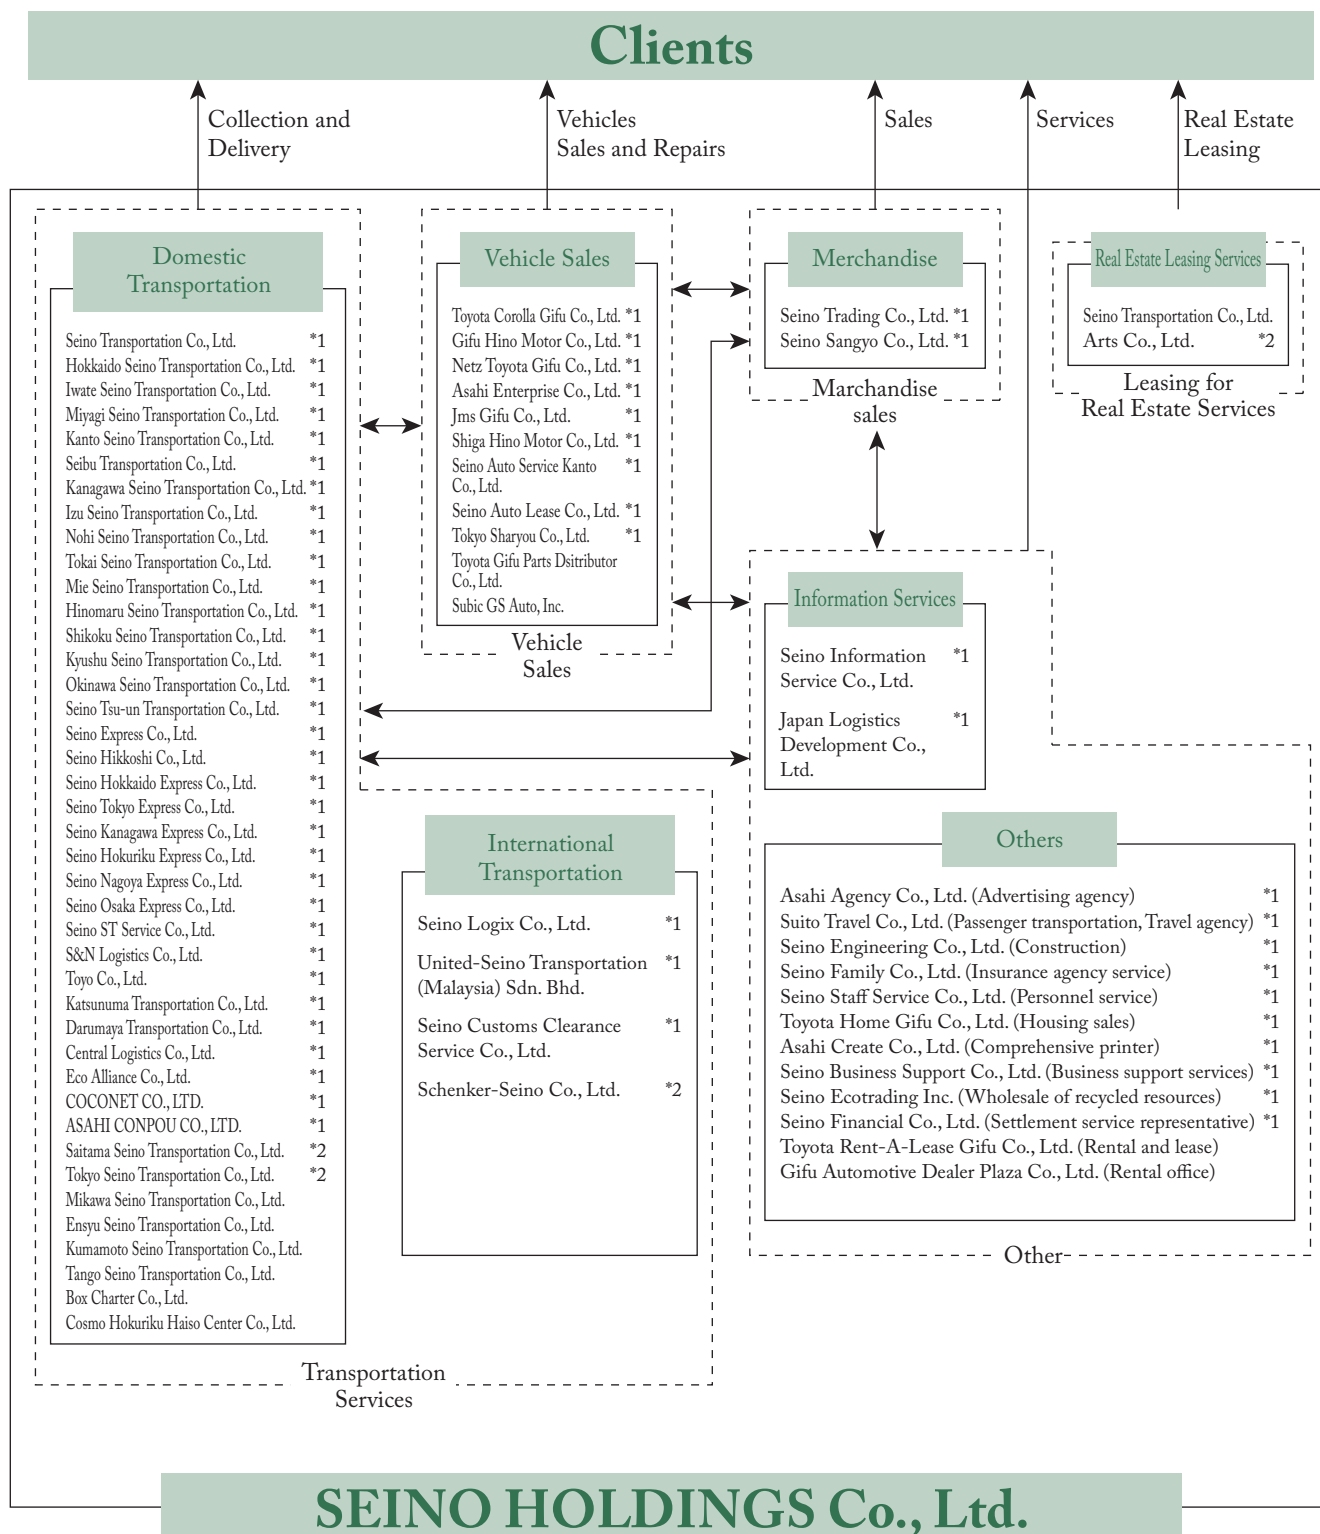 Clients
Collection and
Delivery
Vehicles
Sales and Repairs
Sales
Services
Real Estate
Leasing
Domestic
Transportation
Seino Transportation Co., Ltd. *1
Hokkaido Seino Transportation Co., Ltd. *1
Iwate Seino Transportation Co., Ltd. *1
Miyagi Seino Transportation Co., Ltd. *1
Kanto Seino Transportation Co., Ltd. *1
Seibu Transportation Co., Ltd. *1
Kanagawa Seino Transportation Co., Ltd. *1
Izu Seino Transportation Co., Ltd. *1
Nohi Seino Transportation Co., Ltd. *1
Tokai Seino Transportation Co., Ltd. *1
Mie Seino Transportation Co., Ltd. *1
Hinomaru Seino Transportation Co., Ltd. *1
Shikoku Seino Transportation Co., Ltd. *1
Kyushu Seino Transportation Co., Ltd. *1
Okinawa Seino Transportation Co., Ltd. *1
Seino Tsu-un Transportation Co., Ltd. *1
Seino Express Co., Ltd. *1
Seino Hikkoshi Co., Ltd. *1
Seino Hokkaido Express Co., Ltd. *1
Seino Tokyo Express Co., Ltd. *1
Seino Kanagawa Express Co., Ltd. *1
Seino Hokuriku Express Co., Ltd. *1
Seino Nagoya Express Co., Ltd. *1
Seino Osaka Express Co., Ltd. *1
Seino ST Service Co., Ltd. *1
S&N Logistics Co., Ltd. *1
Toyo Co., Ltd. *1
Katsunuma Transportation Co., Ltd. *1
Darumaya Transportation Co., Ltd. *1
Central Logistics Co., Ltd. *1
Eco Alliance Co., Ltd. *1
COCONET CO., LTD. *1
ASAHI CONPOU CO., LTD. *1
Saitama Seino Transportation Co., Ltd. *2
Tokyo Seino Transportation Co., Ltd. *2
Mikawa Seino Transportation Co., Ltd.
Ensyu Seino Transportation Co., Ltd.
Kumamoto Seino Transportation Co., Ltd.
Tango Seino Transportation Co., Ltd.
Box Charter Co., Ltd.
Cosmo Hokuriku Haiso Center Co., Ltd.
Vehicle Sales
Toyota Corolla Gifu Co., Ltd. *1
Gifu Hino Motor Co., Ltd. *1
Netz Toyota Gifu Co., Ltd. *1
Asahi Enterprise Co., Ltd. *1
Jms Gifu Co., Ltd. *1
Shiga Hino Motor Co., Ltd. *1
Seino Auto Service Kanto *1
Co., Ltd.
Seino Auto Lease Co., Ltd. *1
Tokyo Sharyou Co., Ltd. *1
Toyota Gifu Parts Dsitributor
Co., Ltd.
Subic GS Auto, Inc.
Vehicle
Sales
Merchandise
Seino Trading Co., Ltd. *1
Seino Sangyo Co., Ltd. *1
Marchandise
sales
Real Estate Leasing Services
Seino Transportation Co., Ltd.
Arts Co., Ltd. *2
Leasing for
Real Estate Services
Information Services
Seino Information *1
Service Co., Ltd.
Japan Logistics *1
Development Co.,
Ltd.
International
Transportation
Seino Logix Co., Ltd. *1
United-Seino Transportation *1
(Malaysia) Sdn. Bhd.
Seino Customs Clearance *1
Service Co., Ltd.
Schenker-Seino Co., Ltd. *2
Others
Asahi Agency Co., Ltd. (Advertising agency) *1
Suito Travel Co., Ltd. (Passenger transportation, Travel agency) *1
Seino Engineering Co., Ltd. (Construction) *1
Seino Family Co., Ltd. (Insurance agency service) *1
Seino Staff Service Co., Ltd. (Personnel service) *1
Toyota Home Gifu Co., Ltd. (Housing sales) *1
Asahi Create Co., Ltd. (Comprehensive printer) *1
Seino Business Support Co., Ltd. (Business support services) *1
Seino Ecotrading Inc. (Wholesale of recycled resources) *1
Seino Financial Co., Ltd. (Settlement service representative) *1
Toyota Rent-A-Lease Gifu Co., Ltd. (Rental and lease)
Gifu Automotive Dealer Plaza Co., Ltd. (Rental office)
Other
Transportation
Services
SEINO HOLDINGS Co., Ltd.